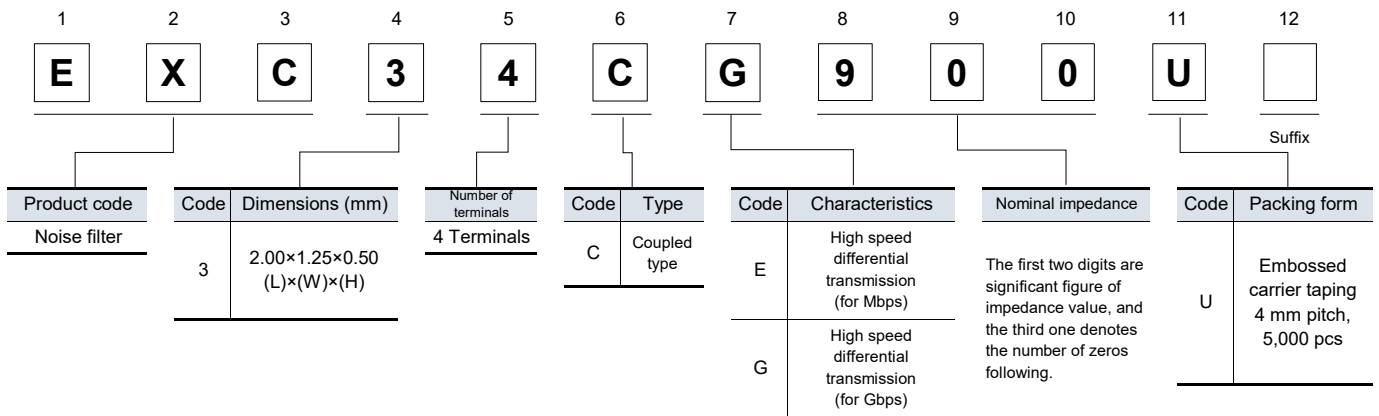 1 2 3 4 5 6 7 8 9 10 11 12
E X C 3 4 C G 9 0 0 U
Suffix
Product code
Noise filter
Code Dimensions (mm)
3
2.00×1.25×0.50
(L)×(W)×(H)
Number of
terminals
4 Terminals
Code Type
C
Coupled
type
Code Characteristics
E
High speed
differential
transmission
(for Mbps)
G
High speed
differential
transmission
(for Gbps)
Nominal impedance
The first two digits are
significant figure of
impedance value, and
the third one denotes
the number of zeros
following.
Code Packing form
U
Embossed
carrier taping
4 mm pitch,
5,000 pcs